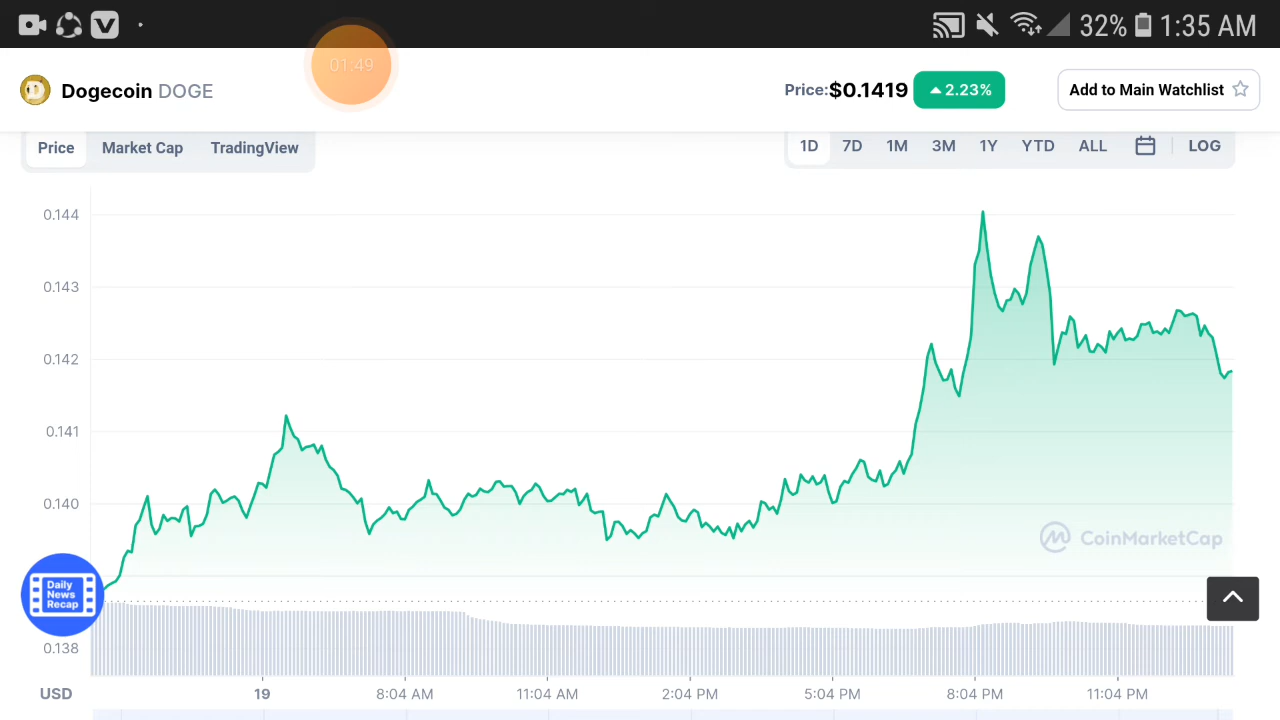 32% 1:35 AM
01:49
Dogecoin DOGE
Price:$0.1419 2.23%
Add to Main Watchlist
Price Market Cap TradingView
1D 7D 1M 3M 1Y YTD ALL LOG
0.144
0.143
0.142
0.141
0.140
CoinMarketCap
Daily
News
Recap
0.138
USD 19 8:04 AM 11:04 AM 2:04 PM 5:04 PM 8:04 PM 11:04 PM